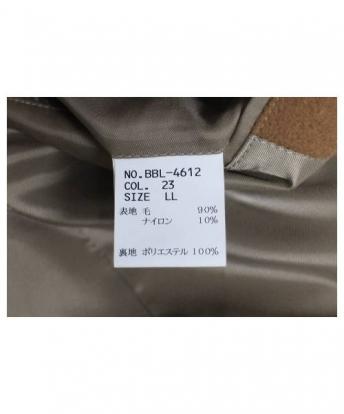 NO.BBL-4612
COL. 23
SIZE LL
表地 毛 90%
ナイロン 10%
裏地 ポリエステル 100%